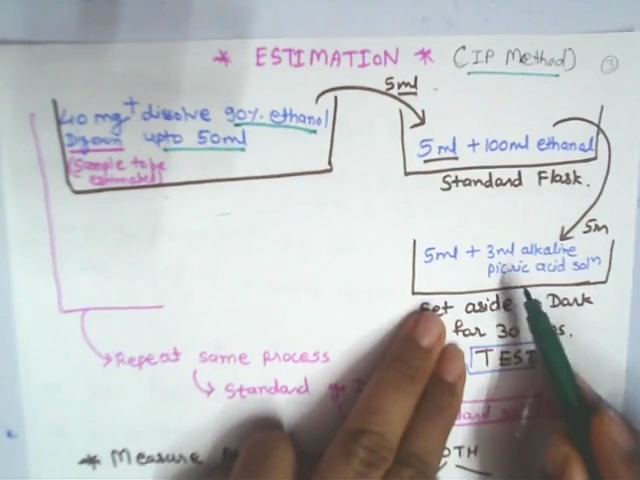 * ESTIMATION * (IP Method) 3
5ml
40 mg + dissolve 90% ethanol
upto 50ml
(Sample to be
estimated)
5ml + 100ml ethanol
Standard Flask.
5m
5ml + 3ml alkaline
picric acid solⁿ
Set aside Dark
for 30
TEST
Repeat same process
Standard
* Measure
OTH